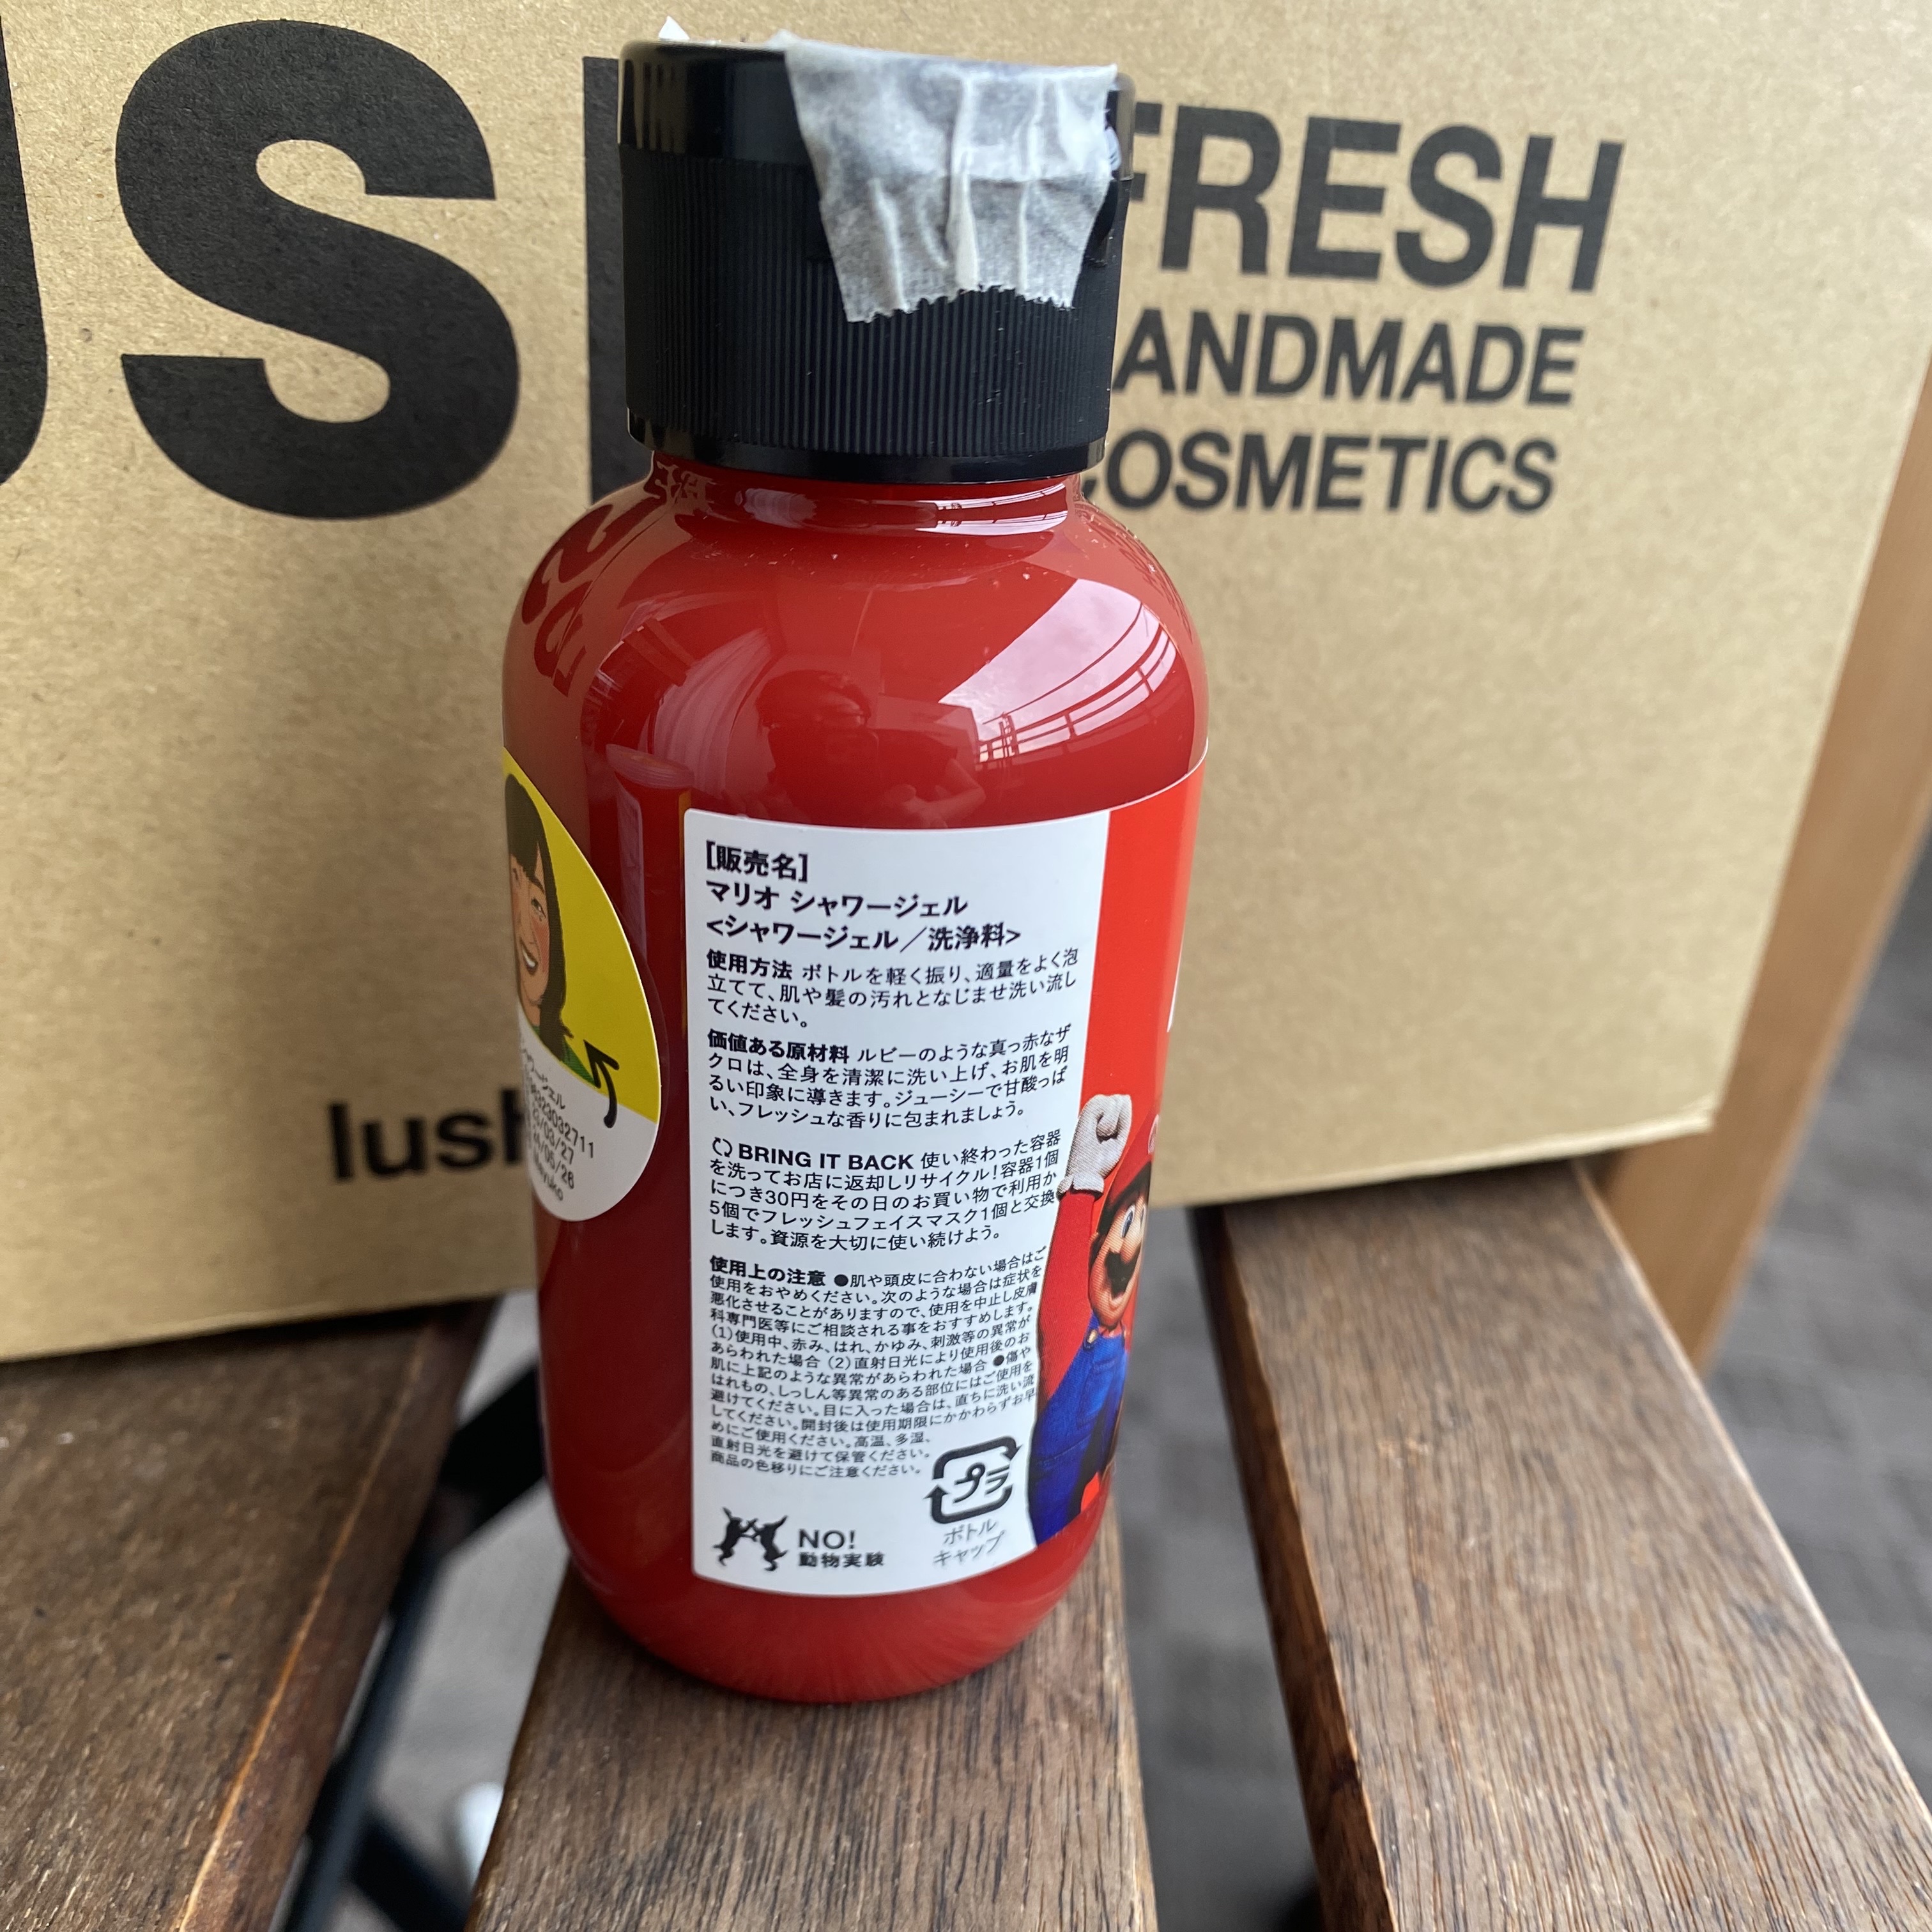 FRESH
ANDMADE
COSMETICS
lush
[販売名]
マリオ シャワージェル
<シャワージェル／洗浄料>
使用方法 ボトルを軽く振り、適量をよく泡
立てて、肌や髪の汚れとなじませ洗い流し
てください。
価値ある原材料 ルビーのような真っ赤なザ
クロは、全身を清潔に洗い上げ、お肌を明
るい印象に導きます。ジューシーで甘酸っぱ
い、フレッシュな香りに包まれましょう。
BRING IT BACK 使い終わった容器
を洗ってお店に返却しリサイクル!容器1個
につき30円をその日のお買い物で利用か
5個でフレッシュフェイスマスク1個と交換
します。資源を大切に使い続けよう。
使用上の注意 ●肌や頭皮に合わない場合はご
使用をおやめください。次のような場合は症状を
悪化させることがありますので、使用を中止し皮膚
科専門医等にご相談される事をおすすめします。
(1)使用中、赤み、はれ、かゆみ、刺激等の異常が
あらわれた場合 (2)直射日光により使用後のお
肌に上記のような異常があらわれた場合 ●傷や
はれもの、しっしん等異常のある部位にはご使用を
避けてください。目に入った場合は、直ちに洗い流
してください。開封後は使用期限にかかわらずお早
めにご使用ください。高温、多湿、
直射日光を避けて保管ください。
商品の色移りにご注意ください。
プラ
ボトル
キャップ
NO!
動物実験